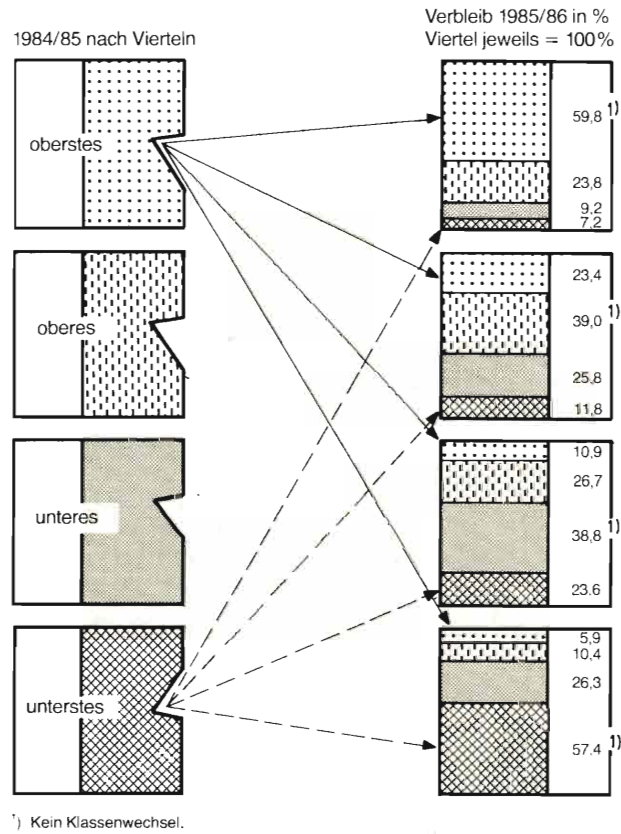 Verbleib 1985/86 in %
1984/85 nach Vierteln
Viertel jeweils = 100%
oberstes
59,8 1)
23,8
9,2
7,2
oberes
23,4
39,0 1)
25,8
11,8
unteres
10,9
26,7
38,8 1)
23.6
unterstes
5,9
10,4
26,3
57.4 1)
1) Kein Klassenwechsel.